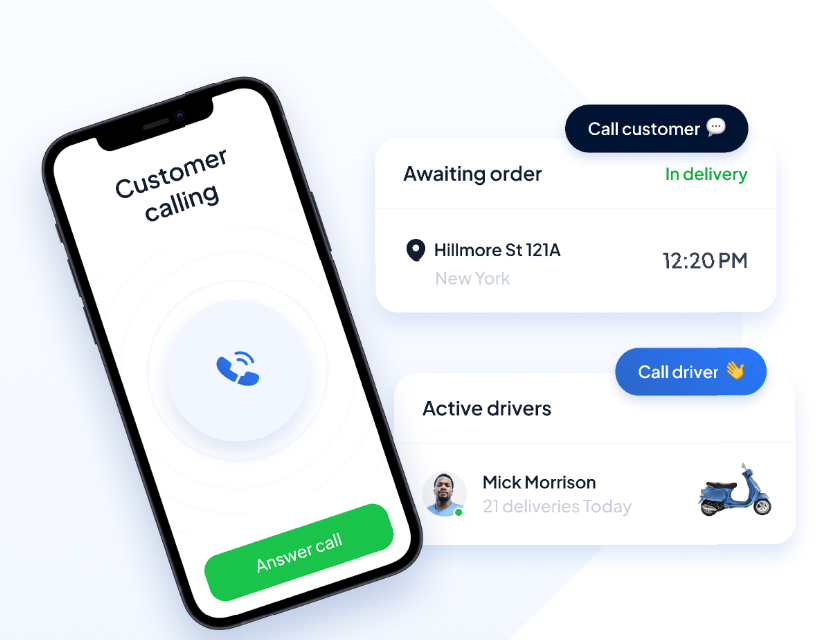 Customer
calling
Answer call
Call customer 💬
Awaiting order
In delivery
Hillmore St 121A
New York
12:20 PM
Call driver 👋
Active drivers
Mick Morrison
21 deliveries Today